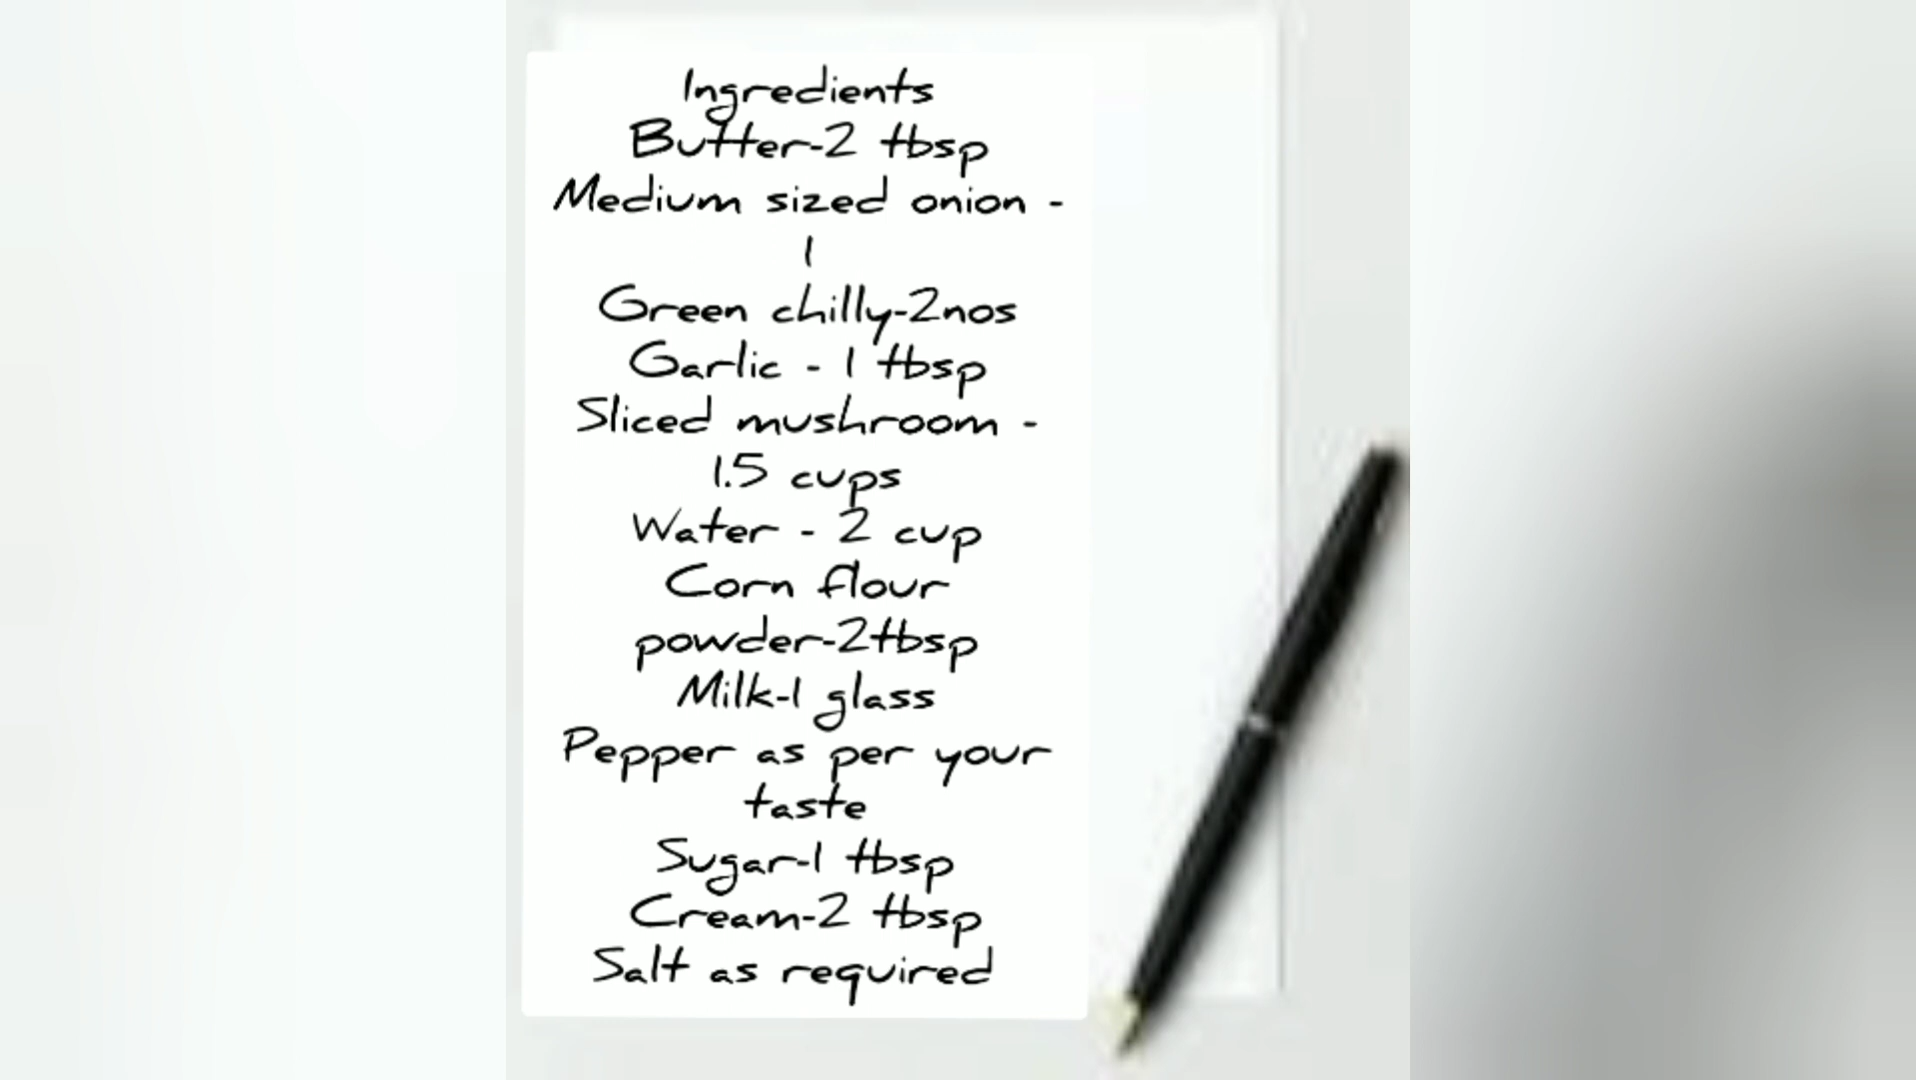 Ingredients
Butter-2 tbsp
Medium sized onion -
1
Green chilly-2nos
Garlic - 1 tbsp
Sliced mushroom -
1.5 cups
Water - 2 cup
Corn flour
powder-2tbsp
Milk-1 glass
Pepper as per your
taste
Sugar-1 tbsp
Cream-2 tbsp
Salt as required